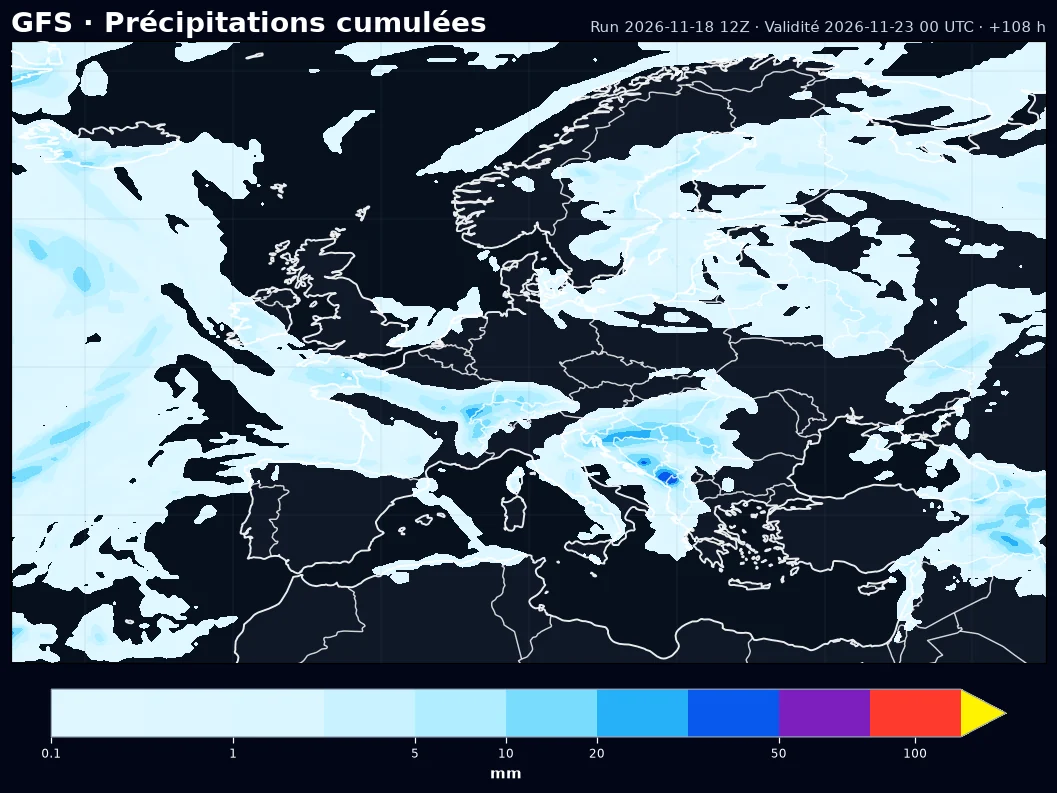 GFS · Précipitations cumulées
Run 2026-11-18 12Z · Validité 2026-11-23 00 UTC · +108 h
0.1 1 5 10 20 50 100
mm